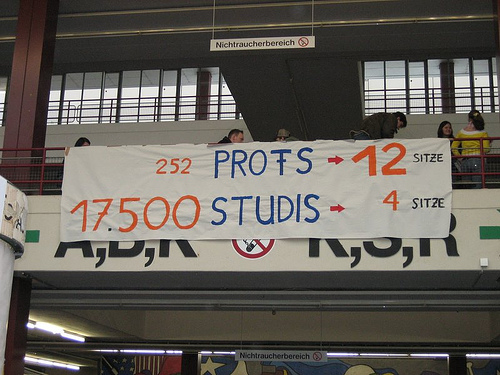 Nichtraucherbereich
252 PROFS → 12 SITZE
17.500 STUDIS → 4 SITZE
A,B,K K,S,R
Nichtraucherbereich